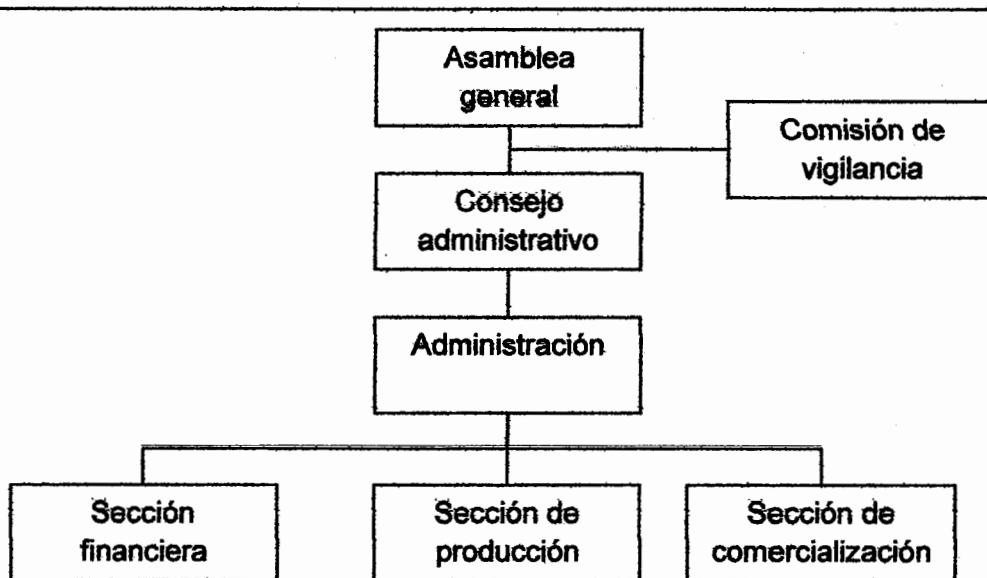 Asamblea
general
Comisión de
vigilancia
Consejo
administrativo
Administración
Sección
financiera
Sección de
producción
Sección de
comercialización